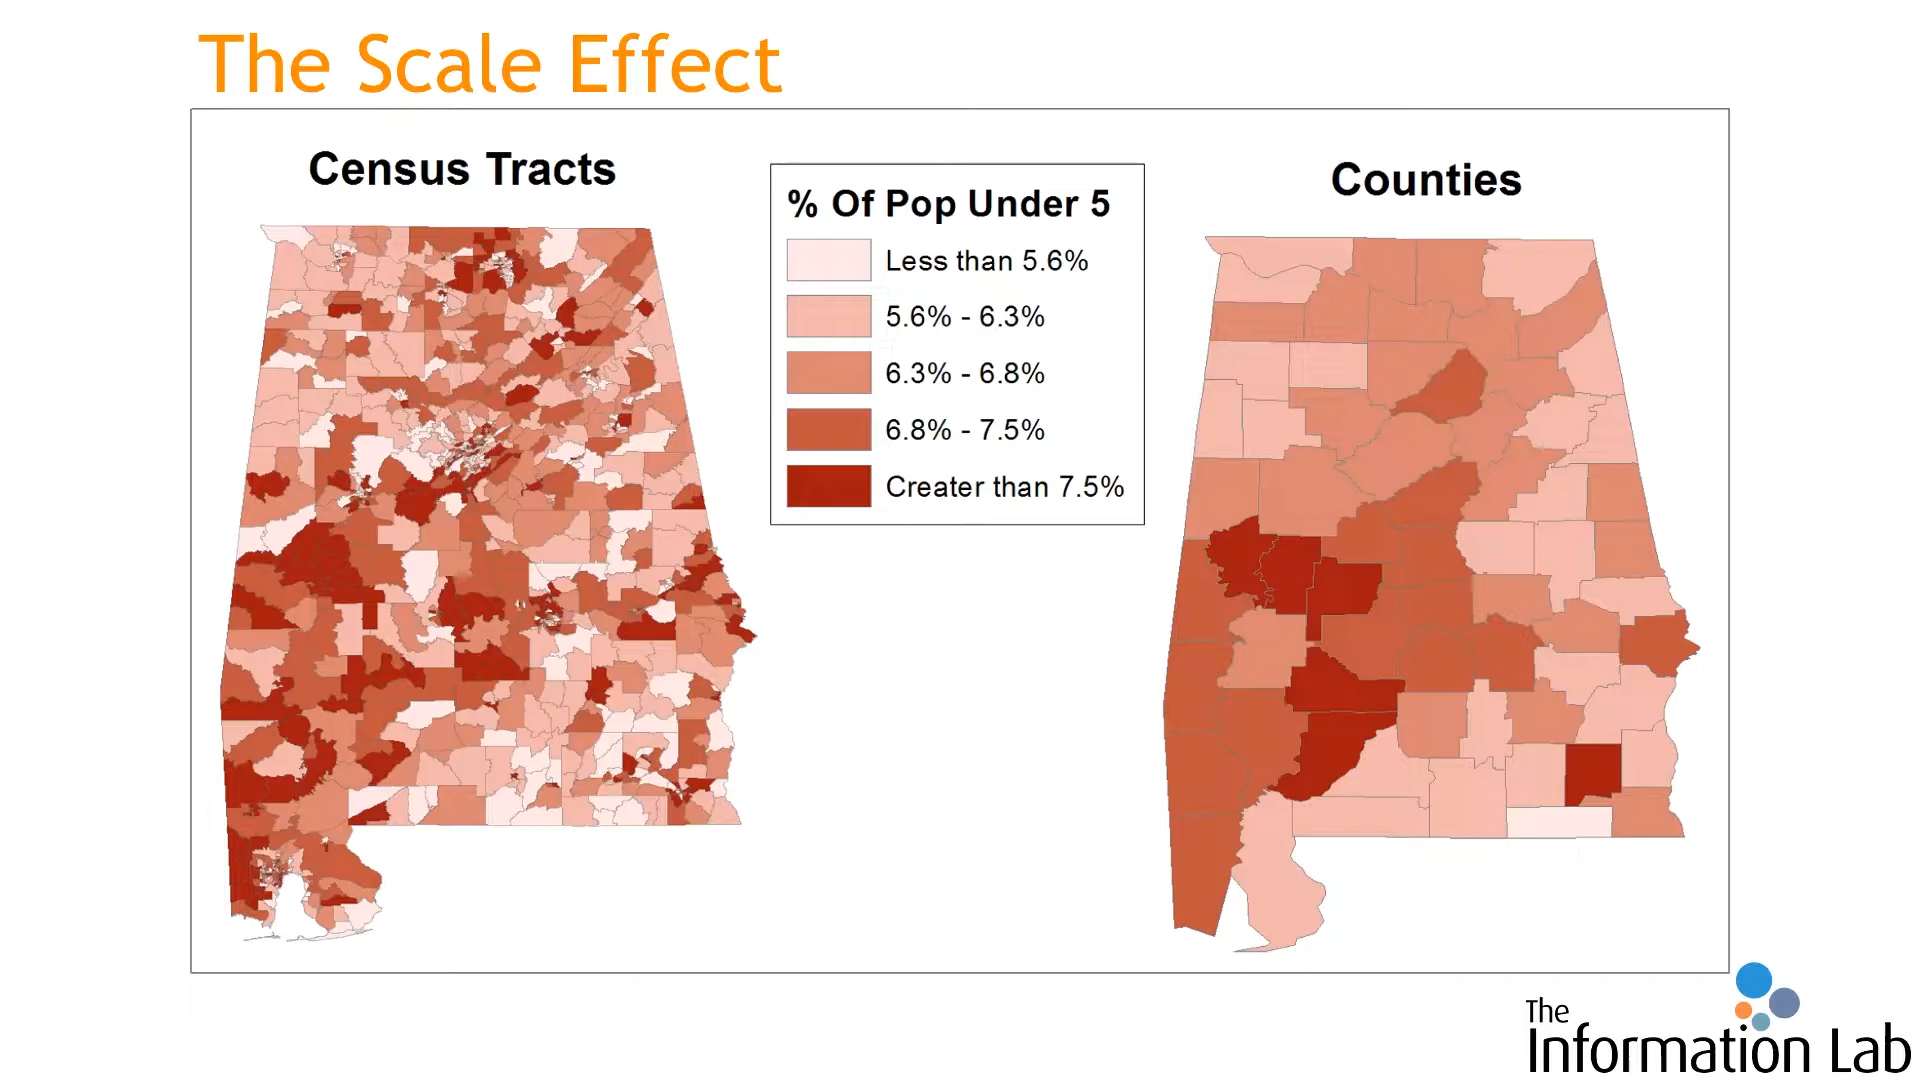 The Scale Effect
Census Tracts
% Of Pop Under 5
Less than 5.6%
5.6% - 6.3%
6.3% - 6.8%
6.8% - 7.5%
Creater than 7.5%
Counties
The
Information Lab